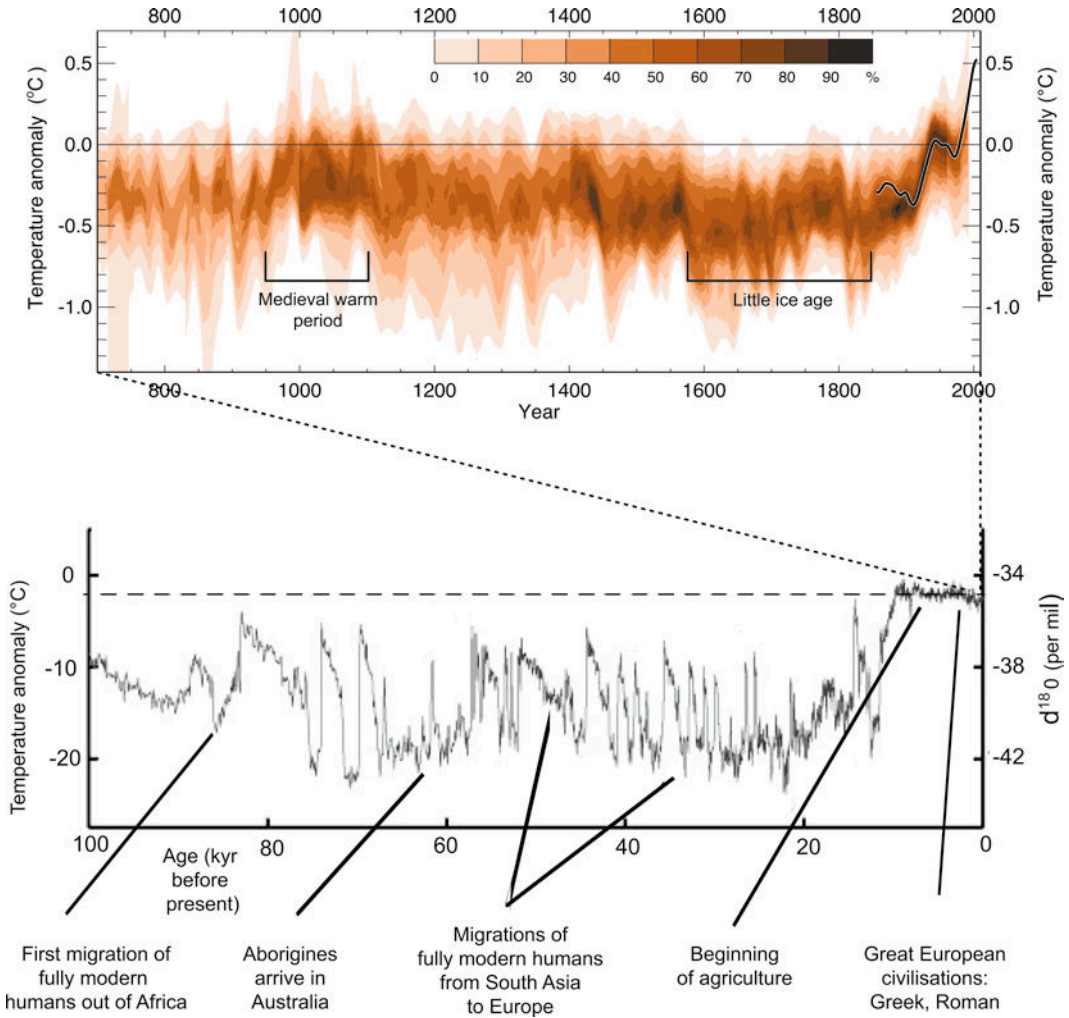 800 1000 1200 1400 1600 1800 2000
0 10 20 30 40 50 60 70 80 90 %
Temperature anomaly (°C)
0.5
0.0
-0.5
-1.0
0.5
0.0
-0.5
-1.0
Temperature anomaly (°C)
Medieval warm
period
Little ice age
800 1000 1200 1400 1600 1800 2000
Year
Temperature anomaly (°C)
0
-10
-20
-34
-38
-42
d¹⁸0 (per mil)
100 80 60 40 20 0
Age (kyr
before
present)
First migration of
fully modern
humans out of Africa
Aborigines
arrive in
Australia
Migrations of
fully modern humans
from South Asia
to Europe
Beginning
of agriculture
Great European
civilisations:
Greek, Roman